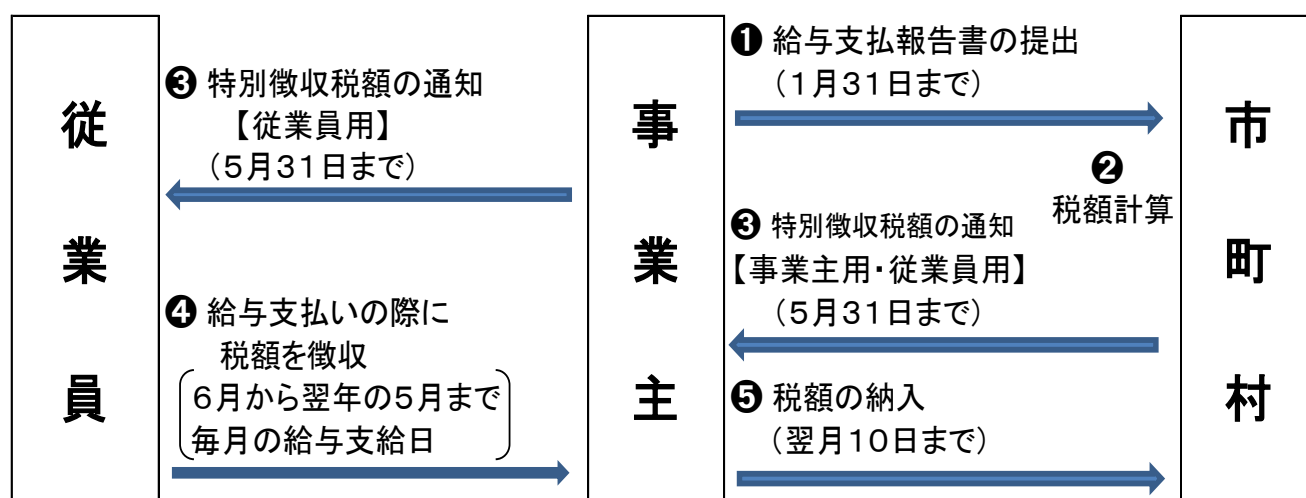 従業員
❸ 特別徴収税額の通知
【従業員用】
（５月３１日まで）
❹ 給与支払いの際に
税額を徴収
６月から翌年の５月まで
毎月の給与支給日
事業主
❶ 給与支払報告書の提出
（１月３１日まで）
❷
税額計算
❸ 特別徴収税額の通知
【事業主用・従業員用】
（５月３１日まで）
❺ 税額の納入
（翌月１０日まで）
市町村